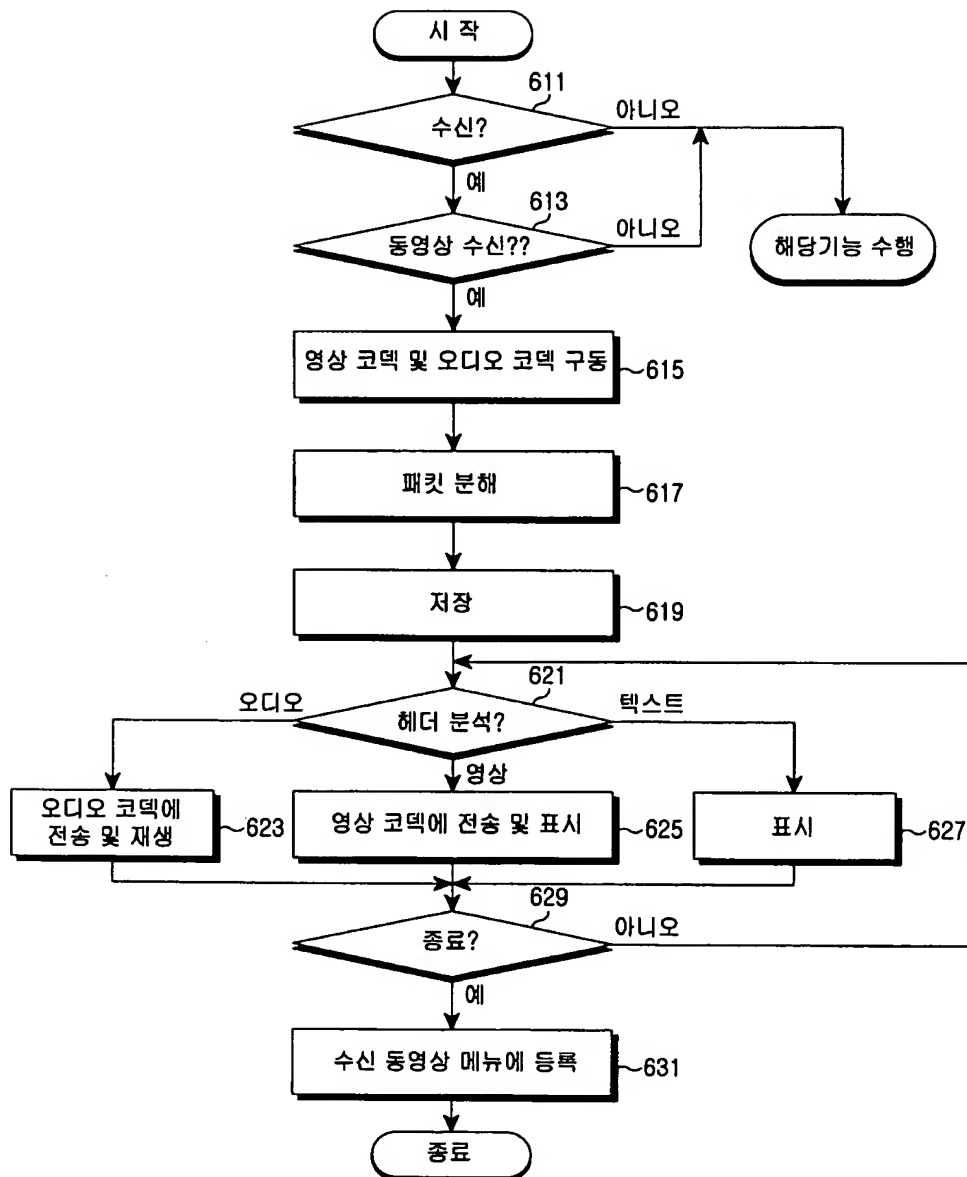 시 작
611
수신?
아니오
예
613
동영상 수신??
아니오
해당기능 수행
예
영상 코덱 및 오디오 코덱 구동
615
패킷 분해
617
저장
619
621
오디오
헤더 분석?
텍스트
영상
오디오 코덱에
전송 및 재생
623
영상 코덱에 전송 및 표시
625
표시
627
629
종료?
아니오
예
수신 동영상 메뉴에 등록
631
종료